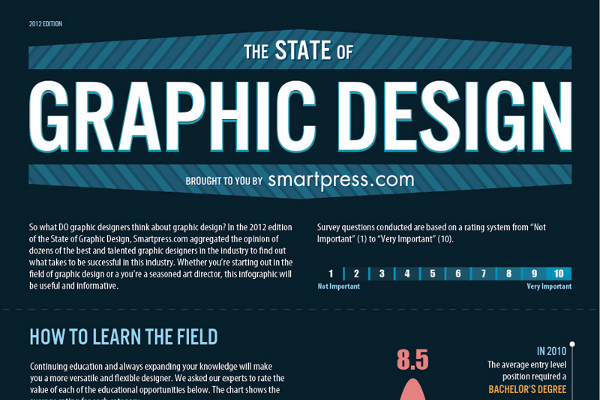 2012 EDITION
THE STATE OF
GRAPHIC DESIGN
BROUGHT TO YOU BY smartpress.com
So what DO graphic designers think about graphic design? In the 2012 edition
of the State of Graphic Design, Smartpress.com aggregated the opinion of
dozens of the best and talented graphic designers in the industry to find out
what takes to be successful in this industry. Whether you're starting out in the
field of graphic design or a you're a seasoned art director, this infographic will
be useful and informative.
Survey questions conducted are based on a rating system from "Not
Important" (1) to "Very Important" (10).
1 2 3 4 5 6 7 8 9 10
Not Important Very Important
HOW TO LEARN THE FIELD
Continuing education and always expanding your knowledge will make
you a more versatile and flexible designer. We asked our experts to rate the
value of each of the educational opportunities below. The chart shows the
8.5
IN 2010
The average entry level
position required a
BACHELOR'S DEGREE